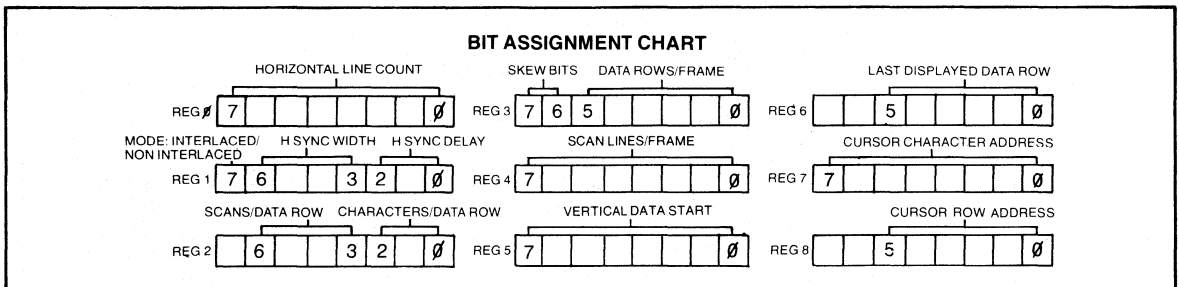 BIT ASSIGNMENT CHART
HORIZONTAL LINE COUNT
REG Ø 7 Ø
SKEW BITS DATA ROWS/FRAME
REG 3 7 6 5 Ø
LAST DISPLAYED DATA ROW
REG 6 5 Ø
MODE: INTERLACED/
NON INTERLACED
H SYNC WIDTH H SYNC DELAY
REG 1 7 6 3 2 Ø
SCAN LINES/FRAME
REG 4 7 Ø
CURSOR CHARACTER ADDRESS
REG 7 7 Ø
SCANS/DATA ROW CHARACTERS/DATA ROW
REG 2 6 3 2 Ø
VERTICAL DATA START
REG 5 7 Ø
CURSOR ROW ADDRESS
REG 8 5 Ø